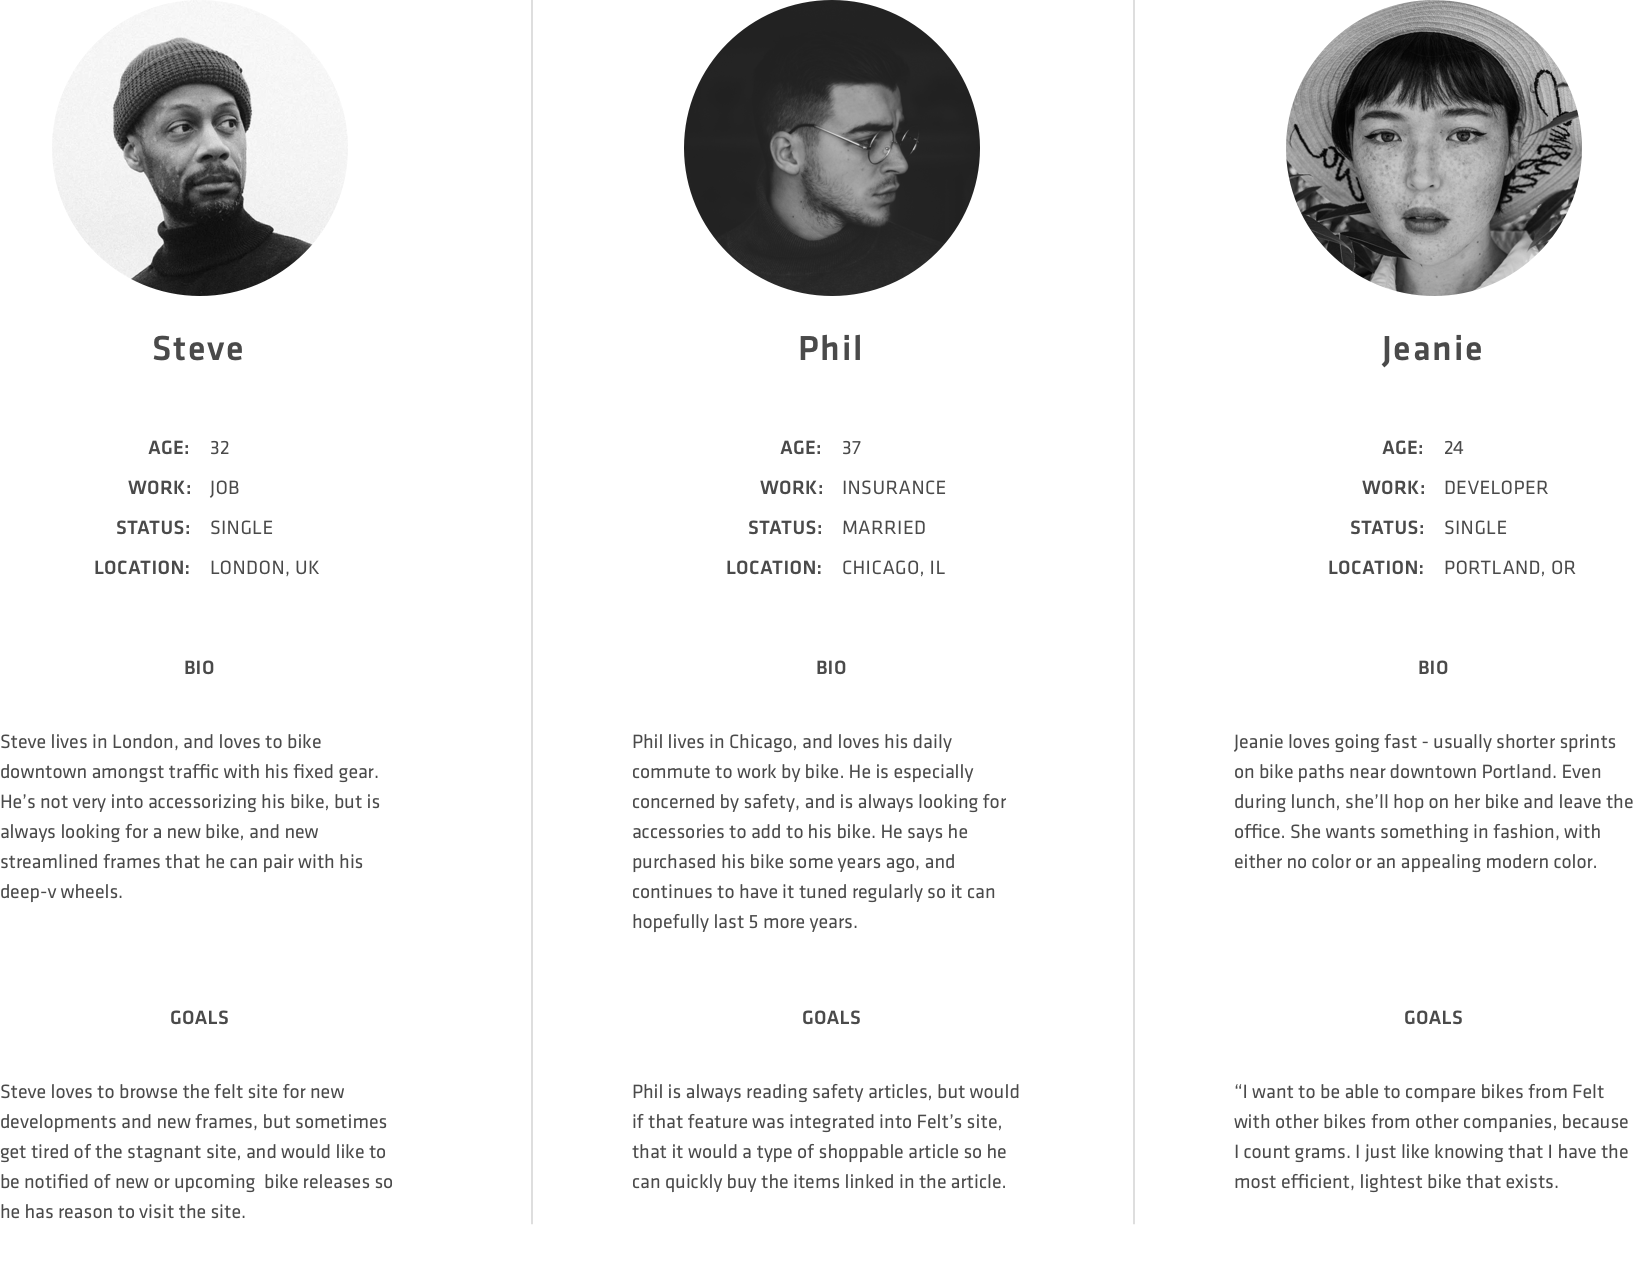 Steve
AGE: 32
WORK: JOB
STATUS: SINGLE
LOCATION: LONDON, UK
BIO
Steve lives in London, and loves to bike
downtown amongst traffic with his fixed gear.
He’s not very into accessorizing his bike, but is
always looking for a new bike, and new
streamlined frames that he can pair with his
deep-v wheels.
GOALS
Steve loves to browse the felt site for new
developments and new frames, but sometimes
get tired of the stagnant site, and would like to
be notified of new or upcoming  bike releases so
he has reason to visit the site.
Phil
AGE: 37
WORK: INSURANCE
STATUS: MARRIED
LOCATION: CHICAGO, IL
BIO
Phil lives in Chicago, and loves his daily
commute to work by bike. He is especially
concerned by safety, and is always looking for
accessories to add to his bike. He says he
purchased his bike some years ago, and
continues to have it tuned regularly so it can
hopefully last 5 more years.
GOALS
Phil is always reading safety articles, but would
if that feature was integrated into Felt’s site,
that it would a type of shoppable article so he
can quickly buy the items linked in the article.
Jeanie
AGE: 24
WORK: DEVELOPER
STATUS: SINGLE
LOCATION: PORTLAND, OR
BIO
Jeanie loves going fast - usually shorter sprints
on bike paths near downtown Portland. Even
during lunch, she’ll hop on her bike and leave the
office. She wants something in fashion, with
either no color or an appealing modern color.
GOALS
“I want to be able to compare bikes from Felt
with other bikes from other companies, because
I count grams. I just like knowing that I have the
most efficient, lightest bike that exists.